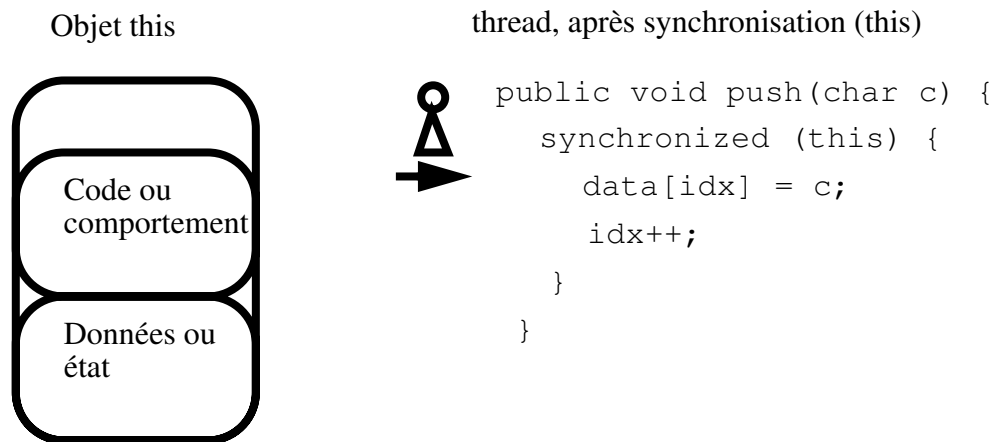 Objet this
Code ou
comportement
Données ou
état
thread, après synchronisation (this)
public void push(char c) {
synchronized (this) {
data[idx] = c;
idx++;
}
}